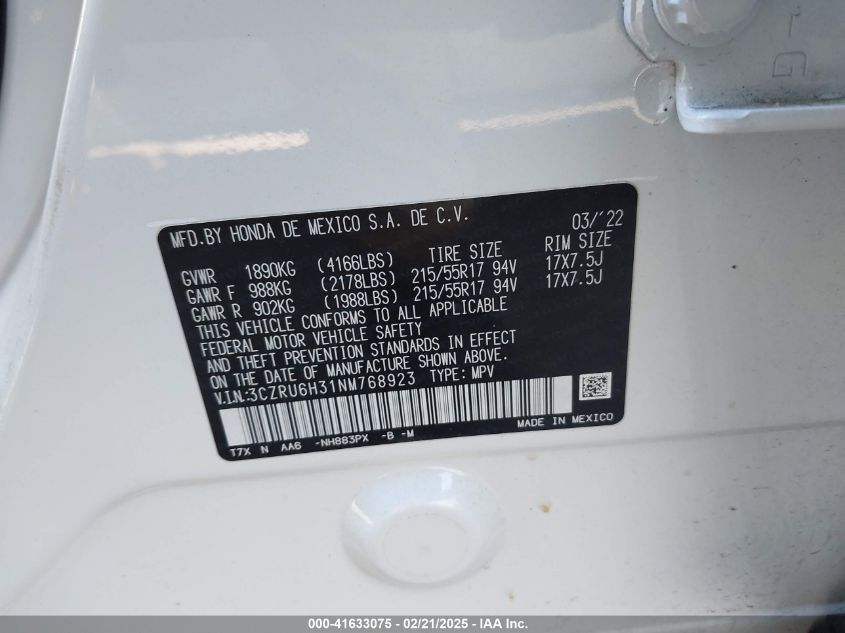 MFD.BY HONDA DE MEXICO S.A. DE C.V. 03/'22
TIRE SIZE RIM SIZE
GVWR 1890KG (4166LBS)
GAWR F 988KG (2178LBS) 215/55R17 94V 17X7.5J
GAWR R 902KG (1988LBS) 215/55R17 94V 17X7.5J
THIS VEHICLE CONFORMS TO ALL APPLICABLE
FEDERAL MOTOR VEHICLE SAFETY
AND THEFT PREVENTION STANDARDS IN EFFECT
ON THE DATE OF MANUFACTURE SHOWN ABOVE.
V.I.N:3CZRU6H31NM768923 TYPE: MPV
MADE IN MEXICO
T7X N AA6 -NH883PX -B -M
000-41633075 - 02/21/2025 - IAA Inc.